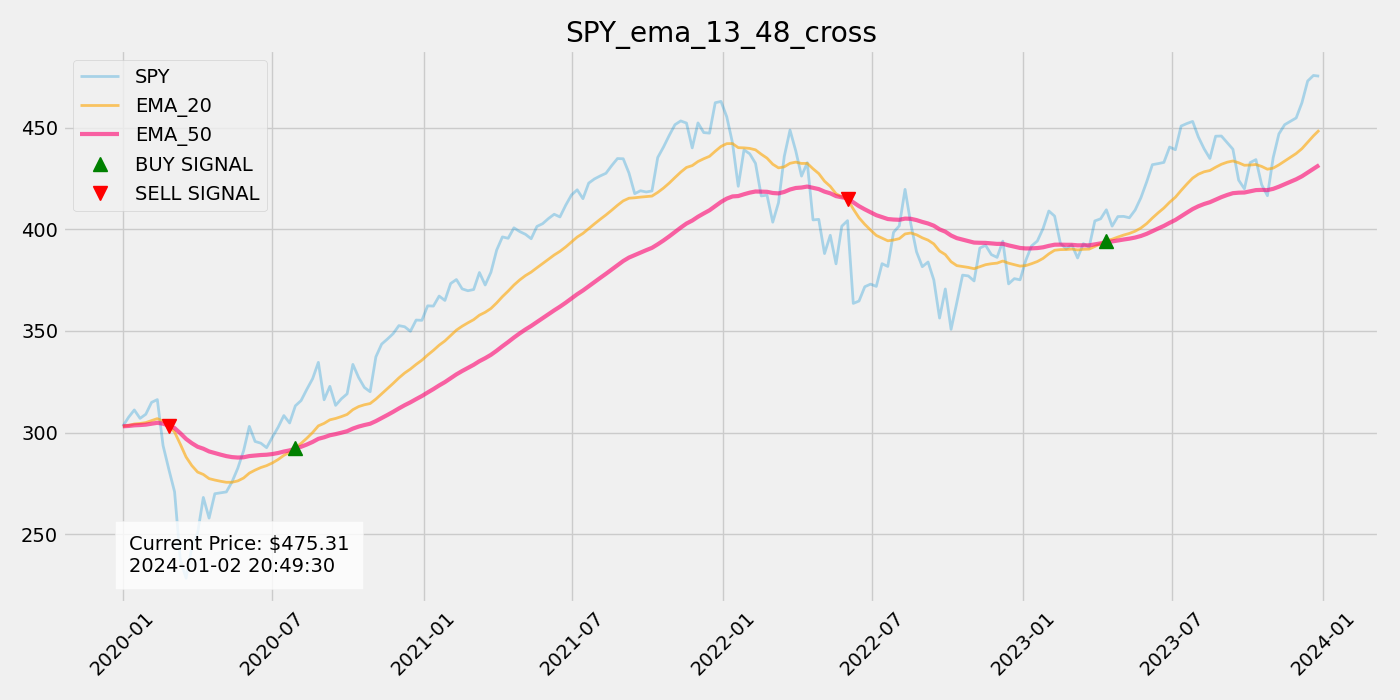 SPY_ema_13_48_cross
SPY
EMA_20
EMA_50
BUY SIGNAL
SELL SIGNAL
450
400
350
300
250
Current Price: $475.31
2024-01-02 20:49:30
2020-01
2020-07
2021-01
2021-07
2022-01
2022-07
2023-01
2023-07
2024-01